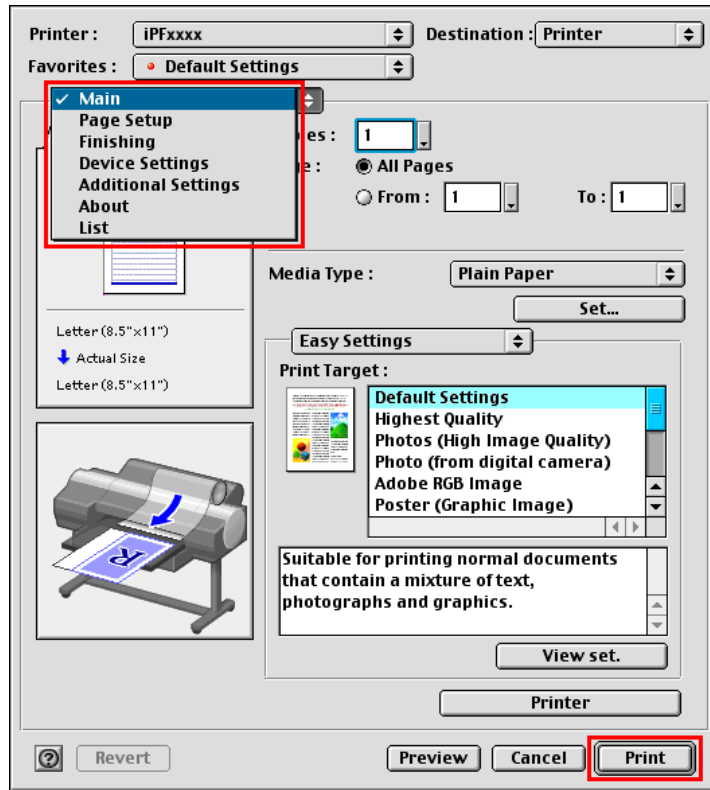 Printer : iPFxxxx Destination : Printer
Favorites : Default Settings
Main
Page Setup
Finishing
Device Settings
Additional Settings
About
List
es : 1
e : All Pages
From : 1 To : 1
Media Type : Plain Paper
Set...
Letter (8.5"x11")
Actual Size
Letter (8.5"x11")
Easy Settings
Print Target :
Default Settings
Highest Quality
Photos (High Image Quality)
Photo (from digital camera)
Adobe RGB Image
Poster (Graphic Image)
Suitable for printing normal documents
that contain a mixture of text,
photographs and graphics.
View set.
R
Printer
? Revert Preview Cancel Print